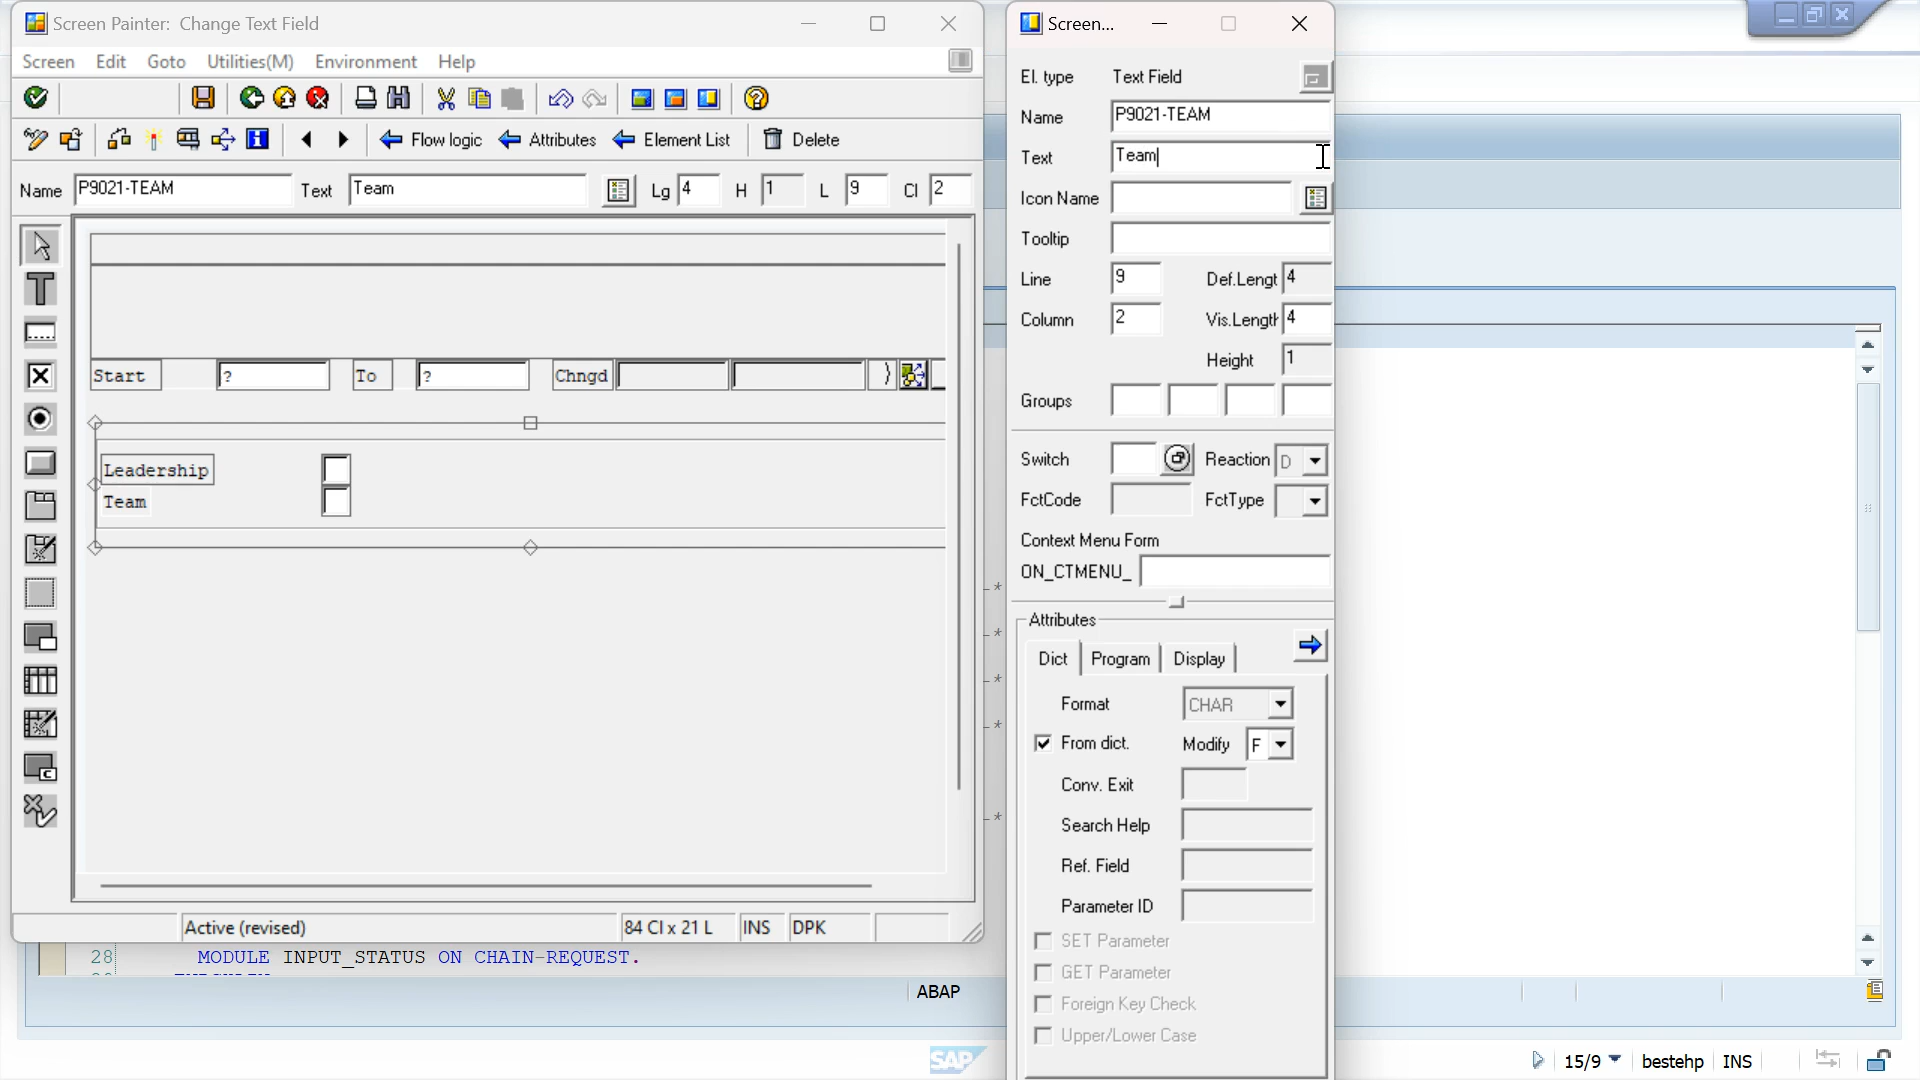 Screen Painter: Change Text Field
Screen Edit Goto Utilities(M) Environment Help
Flow logic Attributes Element List Delete
Name P9021-TEAM Text Team Lg 4 H 1 L 9 Cl 2
Start ? To ? Chngd
Leadership
Team
Active (revised) 84 Cl x 21 L INS DPK
28 MODULE INPUT_STATUS ON CHAIN-REQUEST.
ABAP
Screen...
El. type Text Field
Name P9021-TEAM
Text Team
Icon Name
Tooltip
Line 9 Def.Lengt 4
Column 2 Vis.Length 4
Height 1
Groups
Switch Reaction D
FctCode FctType
Context Menu Form
ON_CTMENU_
Attributes
Dict Program Display
Format CHAR
From dict. Modify F
Conv. Exit
Search Help
Ref. Field
Parameter ID
SET Parameter
GET Parameter
Foreign Key Check
Upper/Lower Case
SAP
15/9 bestehp INS